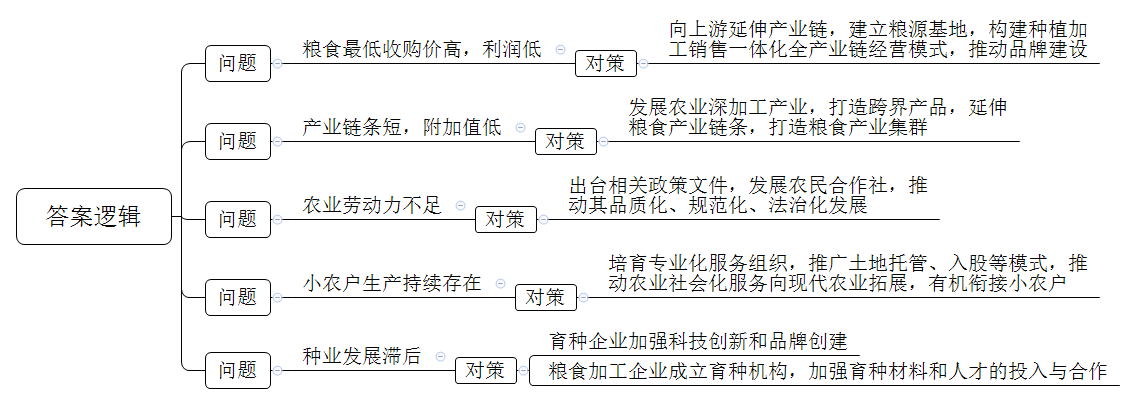 答案逻辑
问题
粮食最低收购价高，利润低
对策
向上游延伸产业链，建立粮源基地，构建种植加
工销售一体化全产业链经营模式，推动品牌建设
问题
产业链条短，附加值低
对策
发展农业深加工产业，打造跨界产品，延伸
粮食产业链条，打造粮食产业集群
问题
农业劳动力不足
对策
出台相关政策文件，发展农民合作社，推
动其品质化、规范化、法治化发展
问题
小农户生产持续存在
对策
培育专业化服务组织，推广土地托管、入股等模式，推
动农业社会化服务向现代农业拓展，有机衔接小农户
问题
种业发展滞后
对策
育种企业加强科技创新和品牌创建
粮食加工企业成立育种机构，加强育种材料和人才的投入与合作